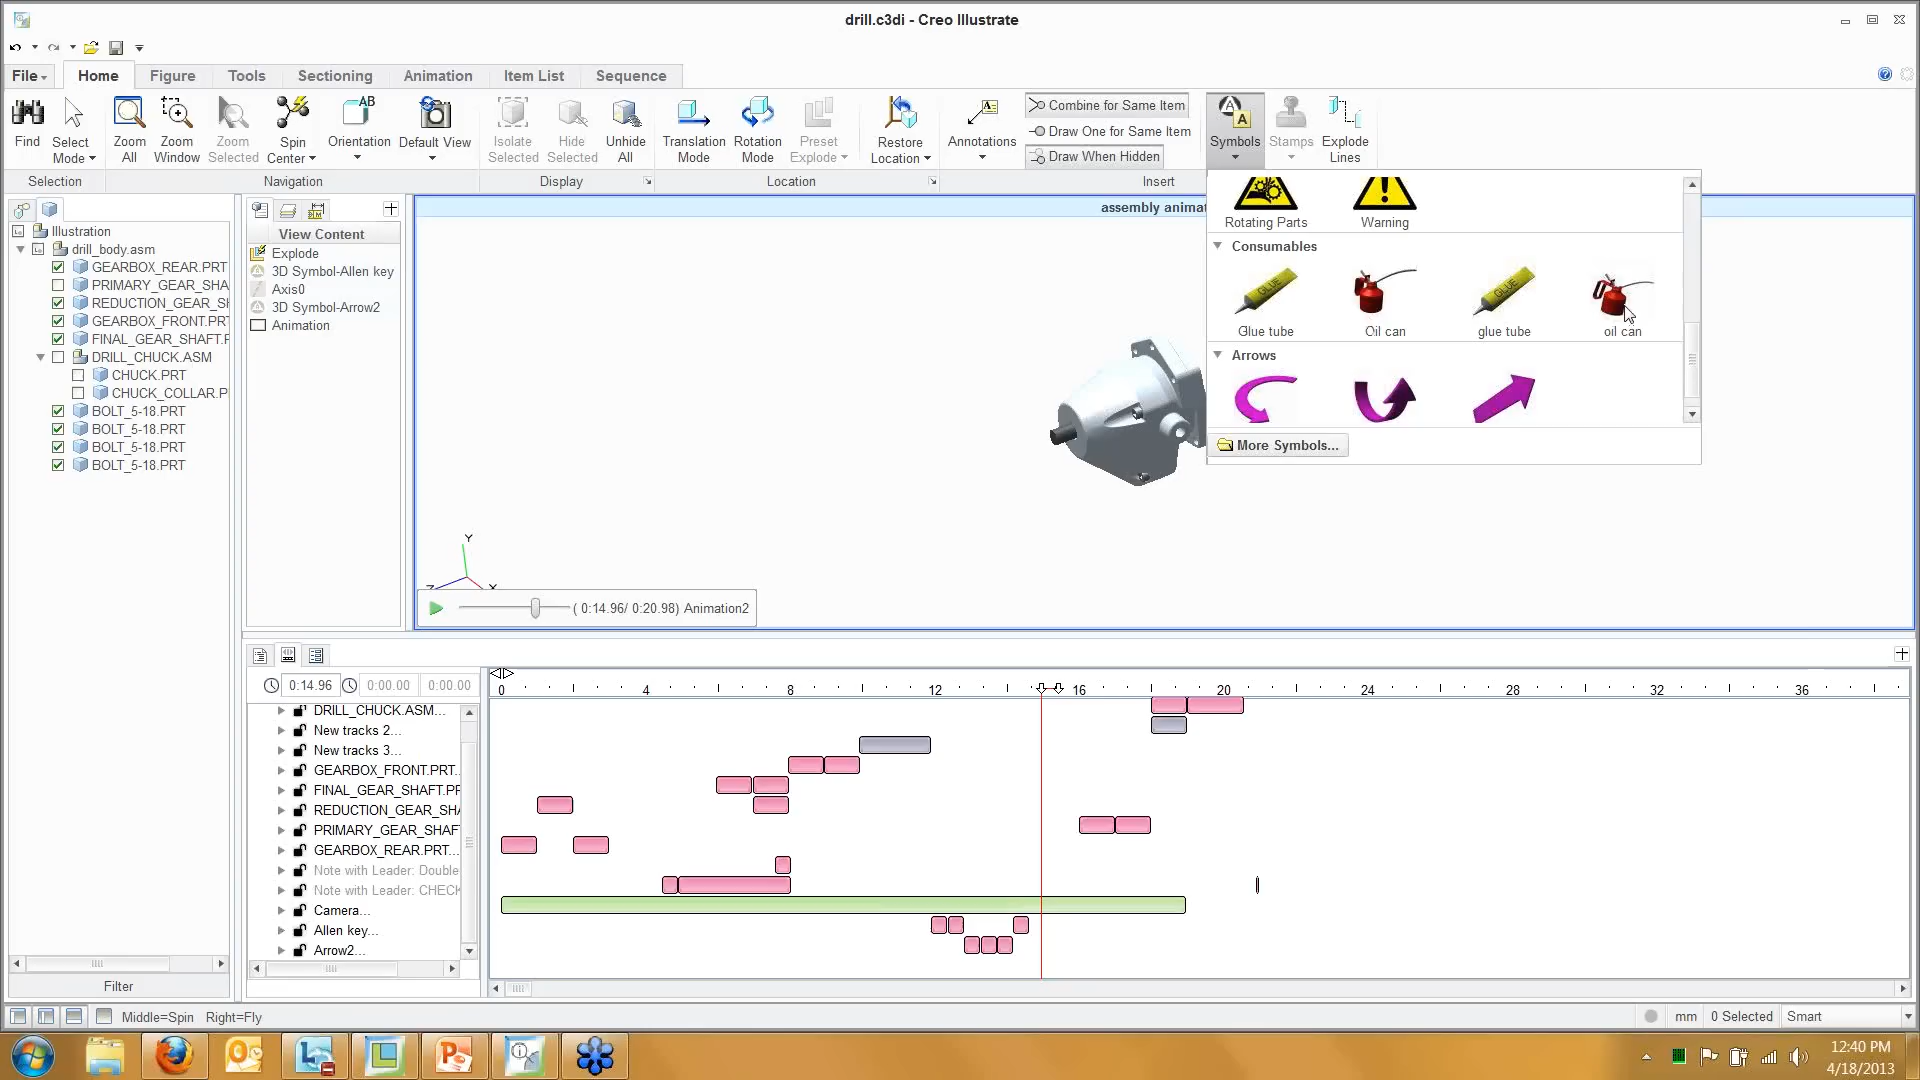 drill.c3di - Creo Illustrate
File
Home
Figure
Tools
Sectioning
Animation
Item List
Sequence
Find
Select Mode
Zoom All
Zoom Window
Zoom Selected
Spin Center
Orientation
Default View
Isolate Selected
Hide Selected
Unhide All
Translation Mode
Rotation Mode
Preset Explode
Restore Location
Annotations
Combine for Same Item
Draw One for Same Item
Draw When Hidden
Symbols
Stamps
Explode Lines
Selection
Navigation
Display
Location
Insert
Illustration
drill_body.asm
GEARBOX_REAR.PRT
PRIMARY_GEAR_SHA
REDUCTION_GEAR_SH
GEARBOX_FRONT.PRT
FINAL_GEAR_SHAFT.F
DRILL_CHUCK.ASM
CHUCK.PRT
CHUCK_COLLAR.P
BOLT_5-18.PRT
BOLT_5-18.PRT
BOLT_5-18.PRT
BOLT_5-18.PRT
Filter
View Content
Explode
3D Symbol-Allen key
Axis0
3D Symbol-Arrow2
Animation
assembly animat
Rotating Parts
Warning
Consumables
GLUE
GLUE
Glue tube
Oil can
glue tube
oil can
Arrows
More Symbols...
Y
Z
X
( 0:14.96/ 0:20.98) Animation2
0:14.96
0:00.00
0:00.00
0 4 8 12 16 20 24 28 32 36
DRILL_CHUCK.ASM...
New tracks 2...
New tracks 3...
GEARBOX_FRONT.PRT..
FINAL_GEAR_SHAFT.PF
REDUCTION_GEAR_SHA
PRIMARY_GEAR_SHAF
GEARBOX_REAR.PRT...
Note with Leader: Double
Note with Leader: CHECK
Camera...
Allen key...
Arrow2...
Middle=Spin Right=Fly
mm
0 Selected
Smart
12:40 PM
4/18/2013